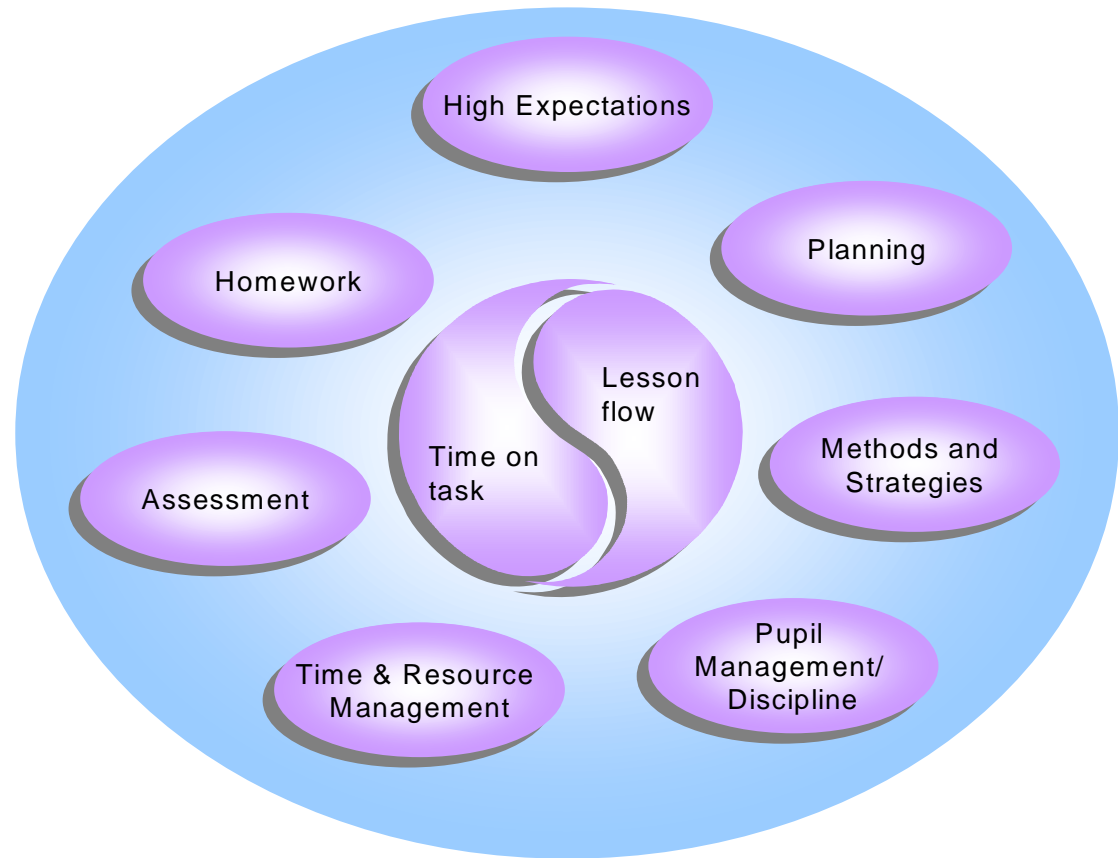 High Expectations
Planning
Homework
Lesson
flow
Time on
task
Methods and
Strategies
Assessment
Pupil
Management/
Discipline
Time & Resource
Management